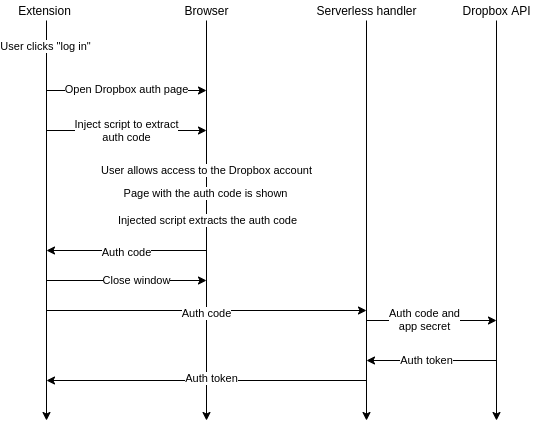 Extension
Browser
Serverless handler
Dropbox API
User clicks "log in"
Open Dropbox auth page
Inject script to extract
auth code
User allows access to the Dropbox account
Page with the auth code is shown
Injected script extracts the auth code
Auth code
Close window
Auth code
Auth code and
app secret
Auth token
Auth token